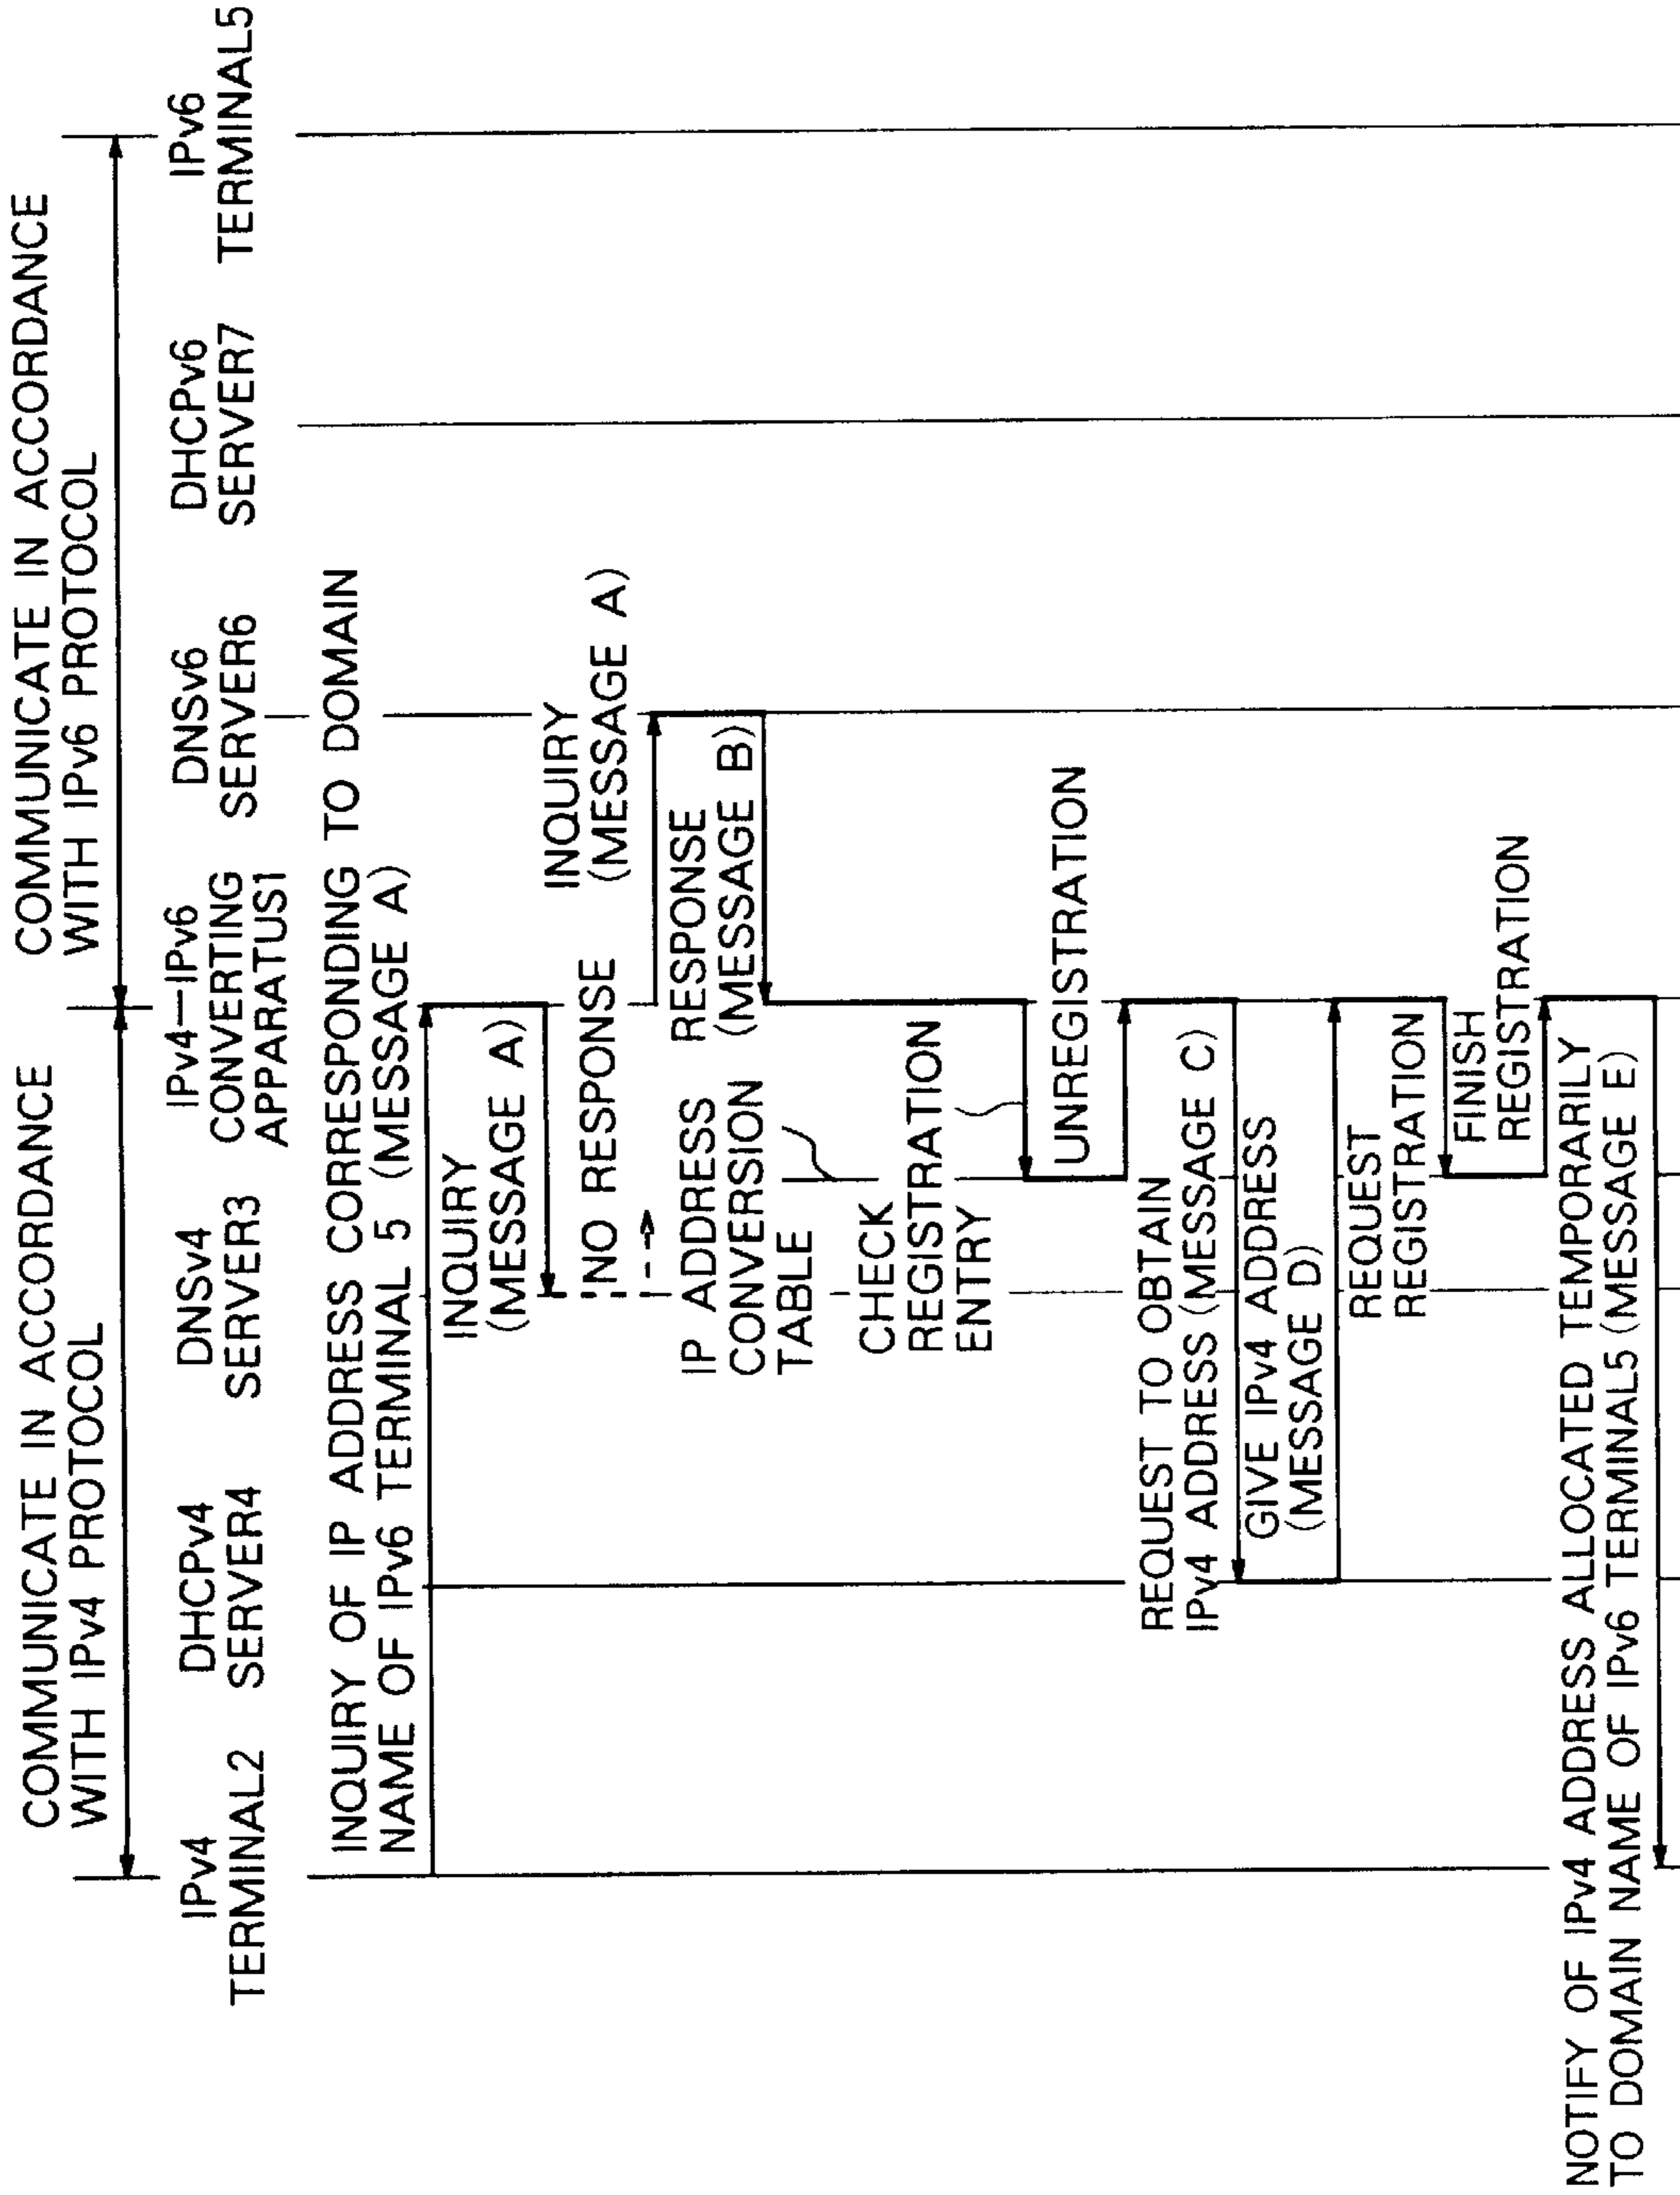 COMMUNICATE IN ACCORDANCE
WITH IPv4 PROTOCOL
COMMUNICATE IN ACCORDANCE
WITH IPv6 PROTOCOL
IPv4
TERMINAL2
DHCPv4
SERVER4
DNSv4
SERVER3
IPv4-IPv6
CONVERTING
APPARATUS1
DNSv6
SERVER6
DHCPv6
SERVER7
IPv6
TERMINAL5
INQUIRY OF IP ADDRESS CORRESPONDING TO DOMAIN
NAME OF IPv6 TERMINAL 5 (MESSAGE A)
INQUIRY
(MESSAGE A)
NO RESPONSE
INQUIRY
(MESSAGE A)
RESPONSE
(MESSAGE B)
IP ADDRESS
CONVERSION
TABLE
CHECK
REGISTRATION
ENTRY
UNREGISTRATION
REQUEST TO OBTAIN
IPv4 ADDRESS (MESSAGE C)
GIVE IPv4 ADDRESS
(MESSAGE D)
REQUEST
REGISTRATION
FINISH
REGISTRATION
NOTIFY OF IPv4 ADDRESS ALLOCATED TEMPORARILY
TO DOMAIN NAME OF IPv6 TERMINAL5 (MESSAGE E)